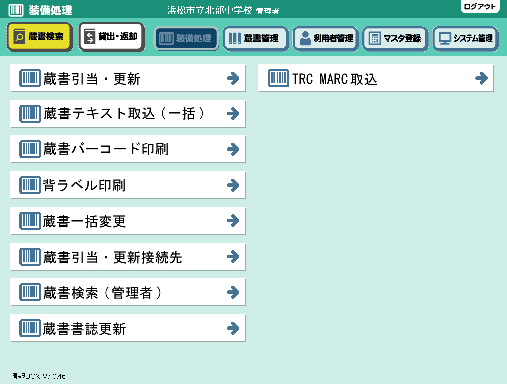 装備処理
浜松市立北部中学校 管理者
ログアウト
蔵書検索
貸出・返却
装備処理
蔵書管理
利用者管理
マスタ登録
システム管理
蔵書引当・更新
TRC MARC取込
蔵書テキスト取込(一括)
蔵書バーコード印刷
背ラベル印刷
蔵書一括変更
蔵書引当・更新接続先
蔵書検索(管理者)
蔵書書誌更新